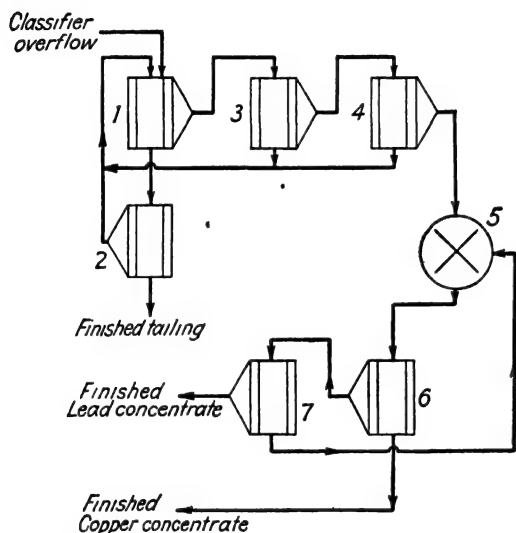 Classifier
overflow
1
3
4
5
2
Finished tailing
Finished
Lead concentrate
7
6
Finished
Copper concentrate